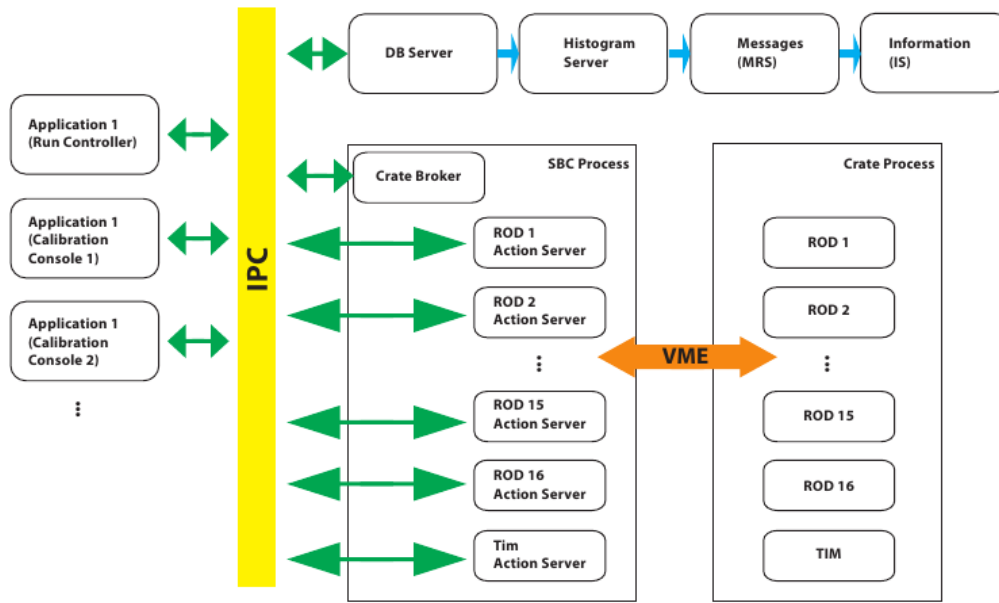 DB Server
Histogram
Server
Messages
(MRS)
Information
(IS)
Application 1
(Run Controller)
Application 1
(Calibration
Console 1)
Application 1
(Calibration
Console 2)
⋮
IPC
SBC Process
Crate Broker
ROD 1
Action Server
ROD 2
Action Server
⋮
ROD 15
Action Server
ROD 16
Action Server
Tim
Action Server
VME
Crate Process
ROD 1
ROD 2
⋮
ROD 15
ROD 16
TIM